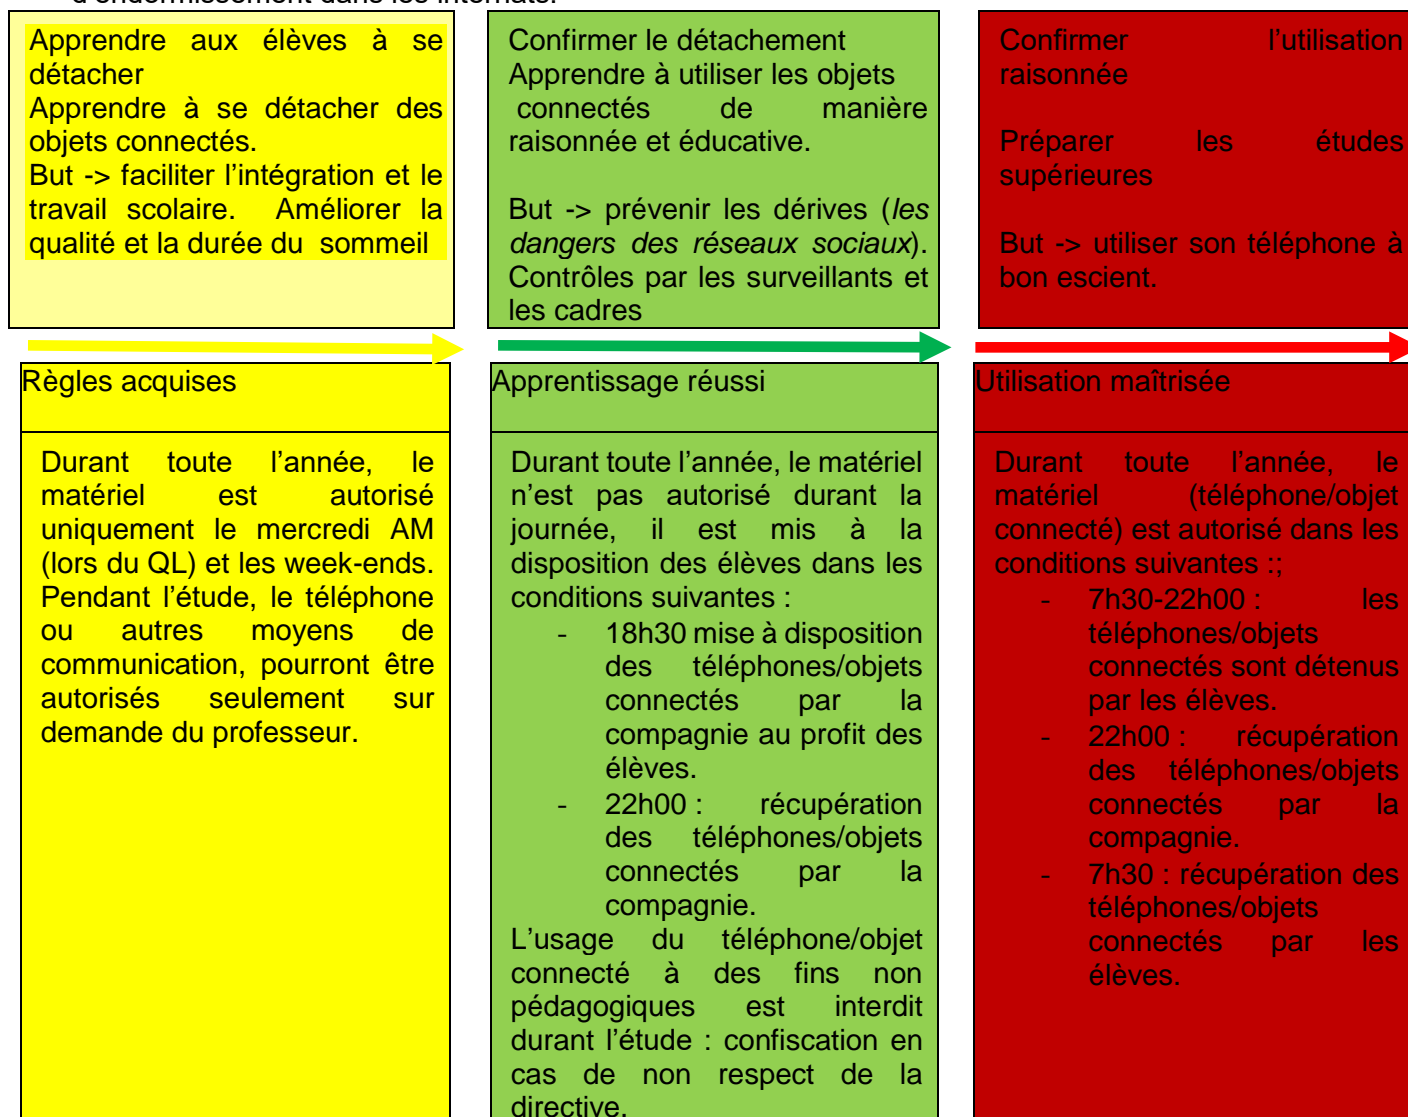 d'endormissement dans les internats.
Apprendre aux élèves à se
détacher
Apprendre à se détacher des
objets connectés.
But -> faciliter l'intégration et le
travail scolaire. Améliorer la
qualité et la durée du sommeil
Confirmer le détachement
Apprendre à utiliser les objets
connectés de manière
raisonnée et éducative.
But -> prévenir les dérives (les
dangers des réseaux sociaux).
Contrôles par les surveillants et
les cadres
Confirmer l'utilisation
raisonnée
Préparer les études
supérieures
But -> utiliser son téléphone à
bon escient.
Règles acquises
Durant toute l'année, le
matériel est autorisé
uniquement le mercredi AM
(lors du QL) et les week-ends.
Pendant l'étude, le téléphone
ou autres moyens de
communication, pourront être
autorisés seulement sur
demande du professeur.
Apprentissage réussi
Durant toute l'année, le matériel
n'est pas autorisé durant la
journée, il est mis à la
disposition des élèves dans les
conditions suivantes :
- 18h30 mise à disposition
des téléphones/objets
connectés par la
compagnie au profit des
élèves.
- 22h00 : récupération
des téléphones/objets
connectés par la
compagnie.
L'usage du téléphone/objet
connecté à des fins non
pédagogiques est interdit
durant l'étude : confiscation en
cas de non respect de la
directive.
Utilisation maîtrisée
Durant toute l'année, le
matériel (téléphone/objet
connecté) est autorisé dans les
conditions suivantes :;
- 7h30-22h00 : les
téléphones/objets
connectés sont détenus
par les élèves.
- 22h00 : récupération
des téléphones/objets
connectés par la
compagnie.
- 7h30 : récupération des
téléphones/objets
connectés par les
élèves.